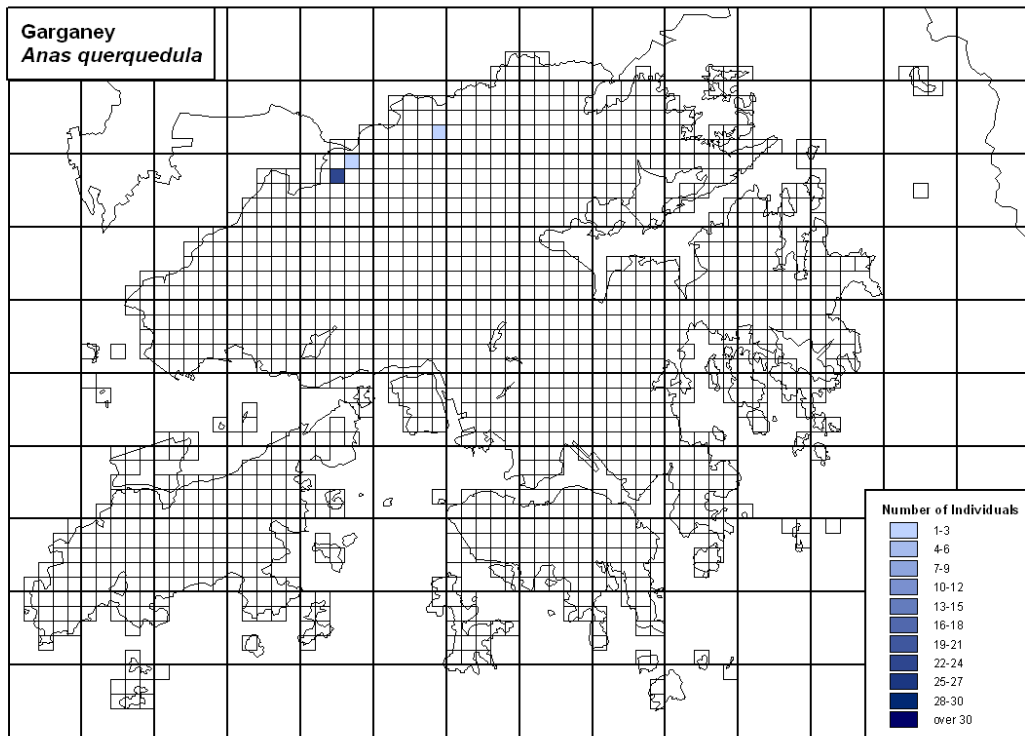 Garganey
Anas querquedula
Number of Individuals
1-3
4-6
7-9
10-12
13-15
16-18
19-21
22-24
25-27
28-30
over 30